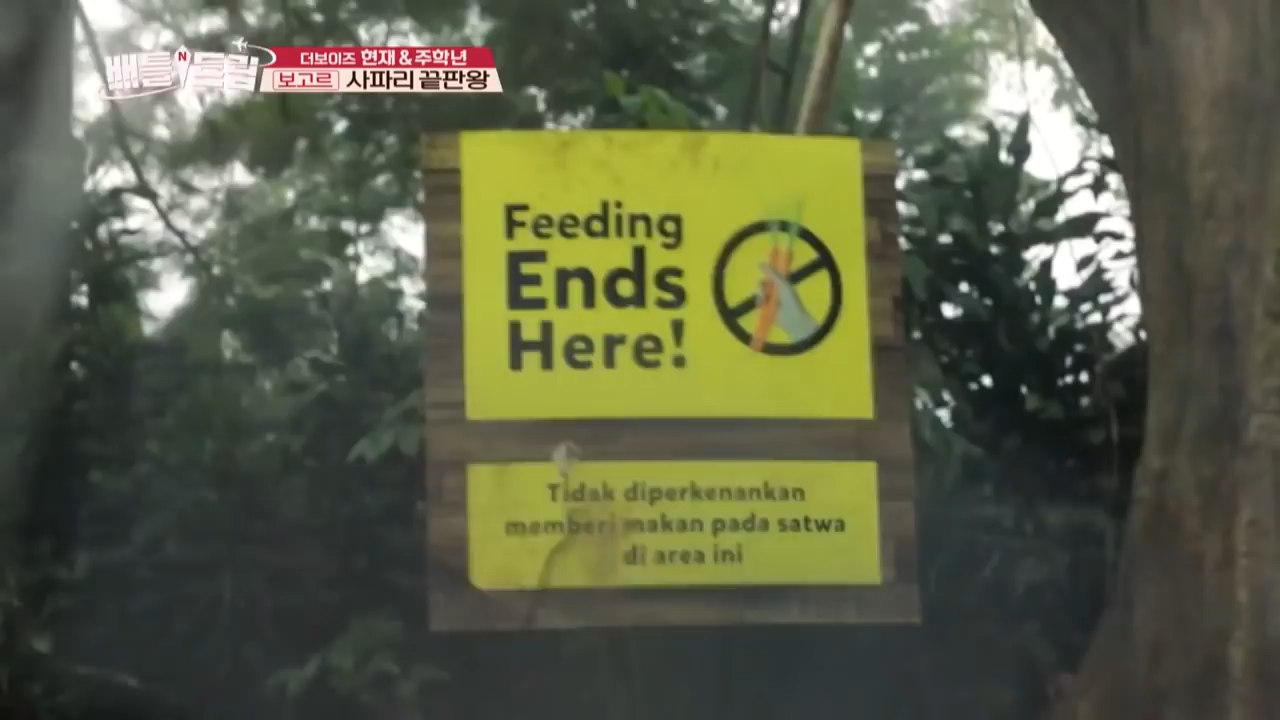 배틀트립
더보이즈 현재&주학년
보고르 사파리 끝판왕
Feeding
Ends
Here!
Tidak diperkenankan
memberi makan pada satwa
di area ini